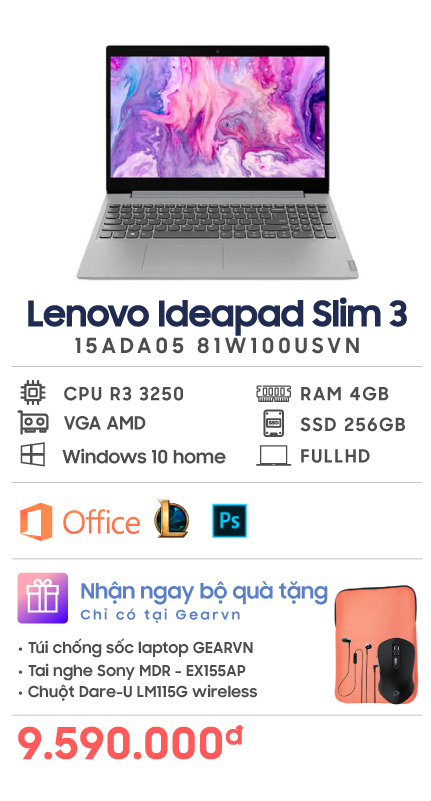 Lenovo Ideapad Slim 3
15ADA05 81W100USVN
CPU R3 3250
RAM 4GB
VGA AMD
SSD 256GB
Windows 10 home
FULLHD
Office
L
Ps
Nhận ngay bộ quà tặng
Chỉ có tại Gearvn
• Túi chống sốc laptop GEARVN
• Tai nghe Sony MDR - EX155AP
• Chuột Dare-U LM115G wireless
9.590.000đ